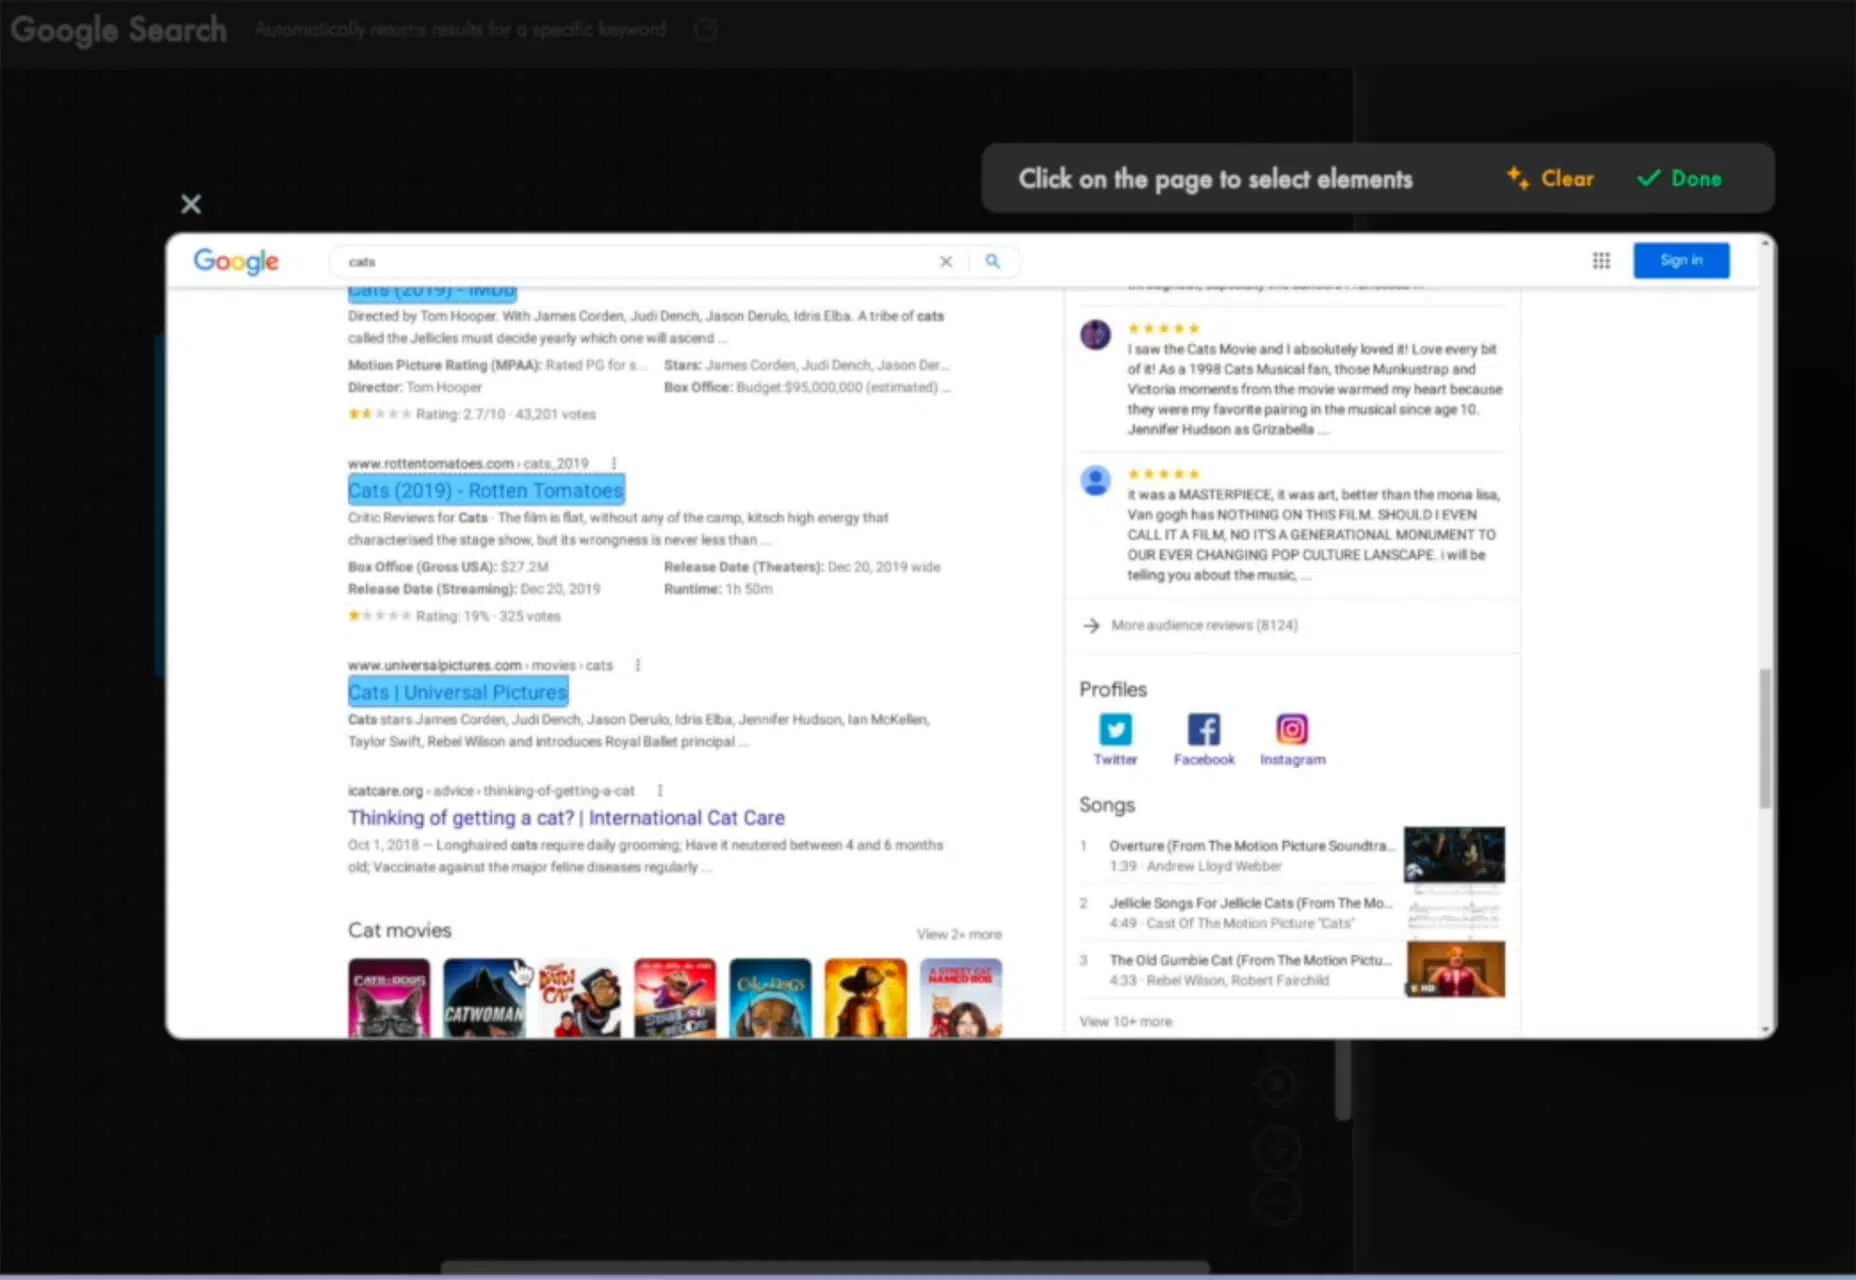 Google Search Automatically returns results for a specific keyword
Click on the page to select elements Clear Done
Google cats Sign in
Cats (2019) - IMDb
Directed by Tom Hooper. With James Corden, Judi Dench, Jason Derulo, Idris Elba. A tribe of cats
called the Jellicles must decide yearly which one will ascend ...
Motion Picture Rating (MPAA): Rated PG for s... Stars: James Corden, Judi Dench, Jason Der...
Director: Tom Hooper Box Office: Budget:$95,000,000 (estimated) ...
Rating: 2.7/10 · 43,201 votes
www.rottentomatoes.com › cats_2019
Cats (2019) - Rotten Tomatoes
Critic Reviews for Cats · The film is flat, without any of the camp, kitsch high energy that
characterised the stage show, but its wrongness is never less than ...
Box Office (Gross USA): $27.2M Release Date (Theaters): Dec 20, 2019 wide
Release Date (Streaming): Dec 20, 2019 Runtime: 1h 50m
Rating: 19% · 325 votes
www.universalpictures.com › movies › cats
Cats | Universal Pictures
Cats stars James Corden, Judi Dench, Jason Derulo, Idris Elba, Jennifer Hudson, Ian McKellen,
Taylor Swift, Rebel Wilson and introduces Royal Ballet principal ...
icatcare.org › advice › thinking-of-getting-a-cat
Thinking of getting a cat? | International Cat Care
Oct 1, 2018 — Longhaired cats require daily grooming; Have it neutered between 4 and 6 months
old; Vaccinate against the major feline diseases regularly ...
Cat movies View 2+ more
CATS & DOGS
CATWOMAN
CAT
Cats & Dogs
A STREET CAT
NAMED BOB
I saw the Cats Movie and I absolutely loved it! Love every bit
of it! As a 1998 Cats Musical fan, those Munkustrap and
Victoria moments from the movie warmed my heart because
they were my favorite pairing in the musical since age 10.
Jennifer Hudson as Grizabella ...
it was a MASTERPIECE, it was art, better than the mona lisa,
Van gogh has NOTHING ON THIS FILM. SHOULD I EVEN
CALL IT A FILM, NO IT'S A GENERATIONAL MONUMENT TO
OUR EVER CHANGING POP CULTURE LANSCAPE. i will be
telling you about the music, ...
More audience reviews (8124)
Profiles
Twitter Facebook Instagram
Songs
1 Overture (From The Motion Picture Soundtra...
1:39 · Andrew Lloyd Webber
2 Jellicle Songs For Jellicle Cats (From The Mo...
4:49 · Cast Of The Motion Picture "Cats"
3 The Old Gumbie Cat (From The Motion Pictu...
4:33 · Rebel Wilson, Robert Fairchild
HD
View 10+ more